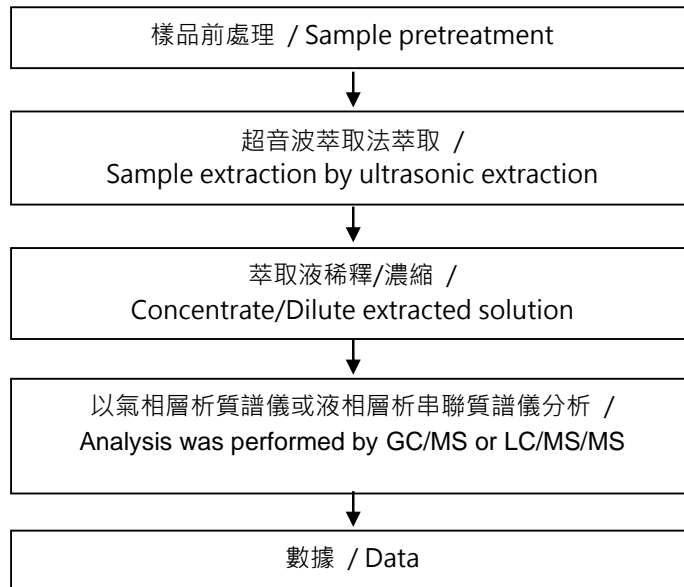 樣品前處理 / Sample pretreatment
超音波萃取法萃取 /
Sample extraction by ultrasonic extraction
萃取液稀釋/濃縮 /
Concentrate/Dilute extracted solution
以氣相層析質譜儀或液相層析串聯質譜儀分析 /
Analysis was performed by GC/MS or LC/MS/MS
數據 / Data